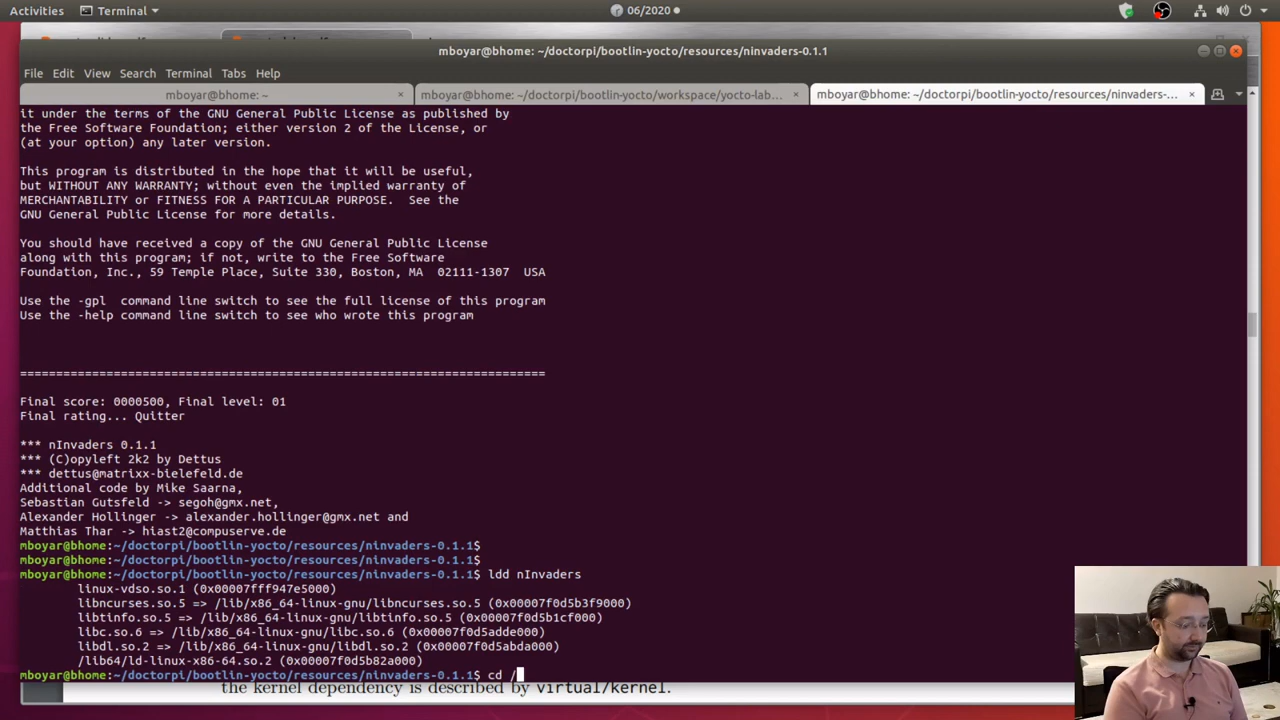 Activities
Terminal
06/2020
mboyar@bhome: ~/doctorpi/bootlin-yocto/resources/ninvaders-0.1.1
File Edit View Search Terminal Tabs Help
mboyar@bhome: ~
mboyar@bhome: ~/doctorpi/bootlin-yocto/workspace/yocto-lab...
mboyar@bhome: ~/doctorpi/bootlin-yocto/resources/ninvaders-...
it under the terms of the GNU General Public License as published by
the Free Software Foundation; either version 2 of the License, or
(at your option) any later version.
This program is distributed in the hope that it will be useful,
but WITHOUT ANY WARRANTY; without even the implied warranty of
MERCHANTABILITY or FITNESS FOR A PARTICULAR PURPOSE.  See the
GNU General Public License for more details.
You should have received a copy of the GNU General Public License
along with this program; if not, write to the Free Software
Foundation, Inc., 59 Temple Place, Suite 330, Boston, MA  02111-1307  USA
Use the -gpl  command line switch to see the full license of this program
Use the -help command line switch to see who wrote this program
=========================================================================
Final score: 0000500, Final level: 01
Final rating... Quitter
*** nInvaders 0.1.1
*** (C)opyleft 2k2 by Dettus
*** dettus@matrixx-bielefeld.de
Additional code by Mike Saarna,
Sebastian Gutsfeld -> segoh@gmx.net,
Alexander Hollinger -> alexander.hollinger@gmx.net and
Matthias Thar -> hiast2@compuserve.de
mboyar@bhome:~/doctorpi/bootlin-yocto/resources/ninvaders-0.1.1$
mboyar@bhome:~/doctorpi/bootlin-yocto/resources/ninvaders-0.1.1$
mboyar@bhome:~/doctorpi/bootlin-yocto/resources/ninvaders-0.1.1$ ldd nInvaders
linux-vdso.so.1 (0x00007fff947e5000)
libncurses.so.5 => /lib/x86_64-linux-gnu/libncurses.so.5 (0x00007f0d5b3f9000)
libtinfo.so.5 => /lib/x86_64-linux-gnu/libtinfo.so.5 (0x00007f0d5b1cf000)
libc.so.6 => /lib/x86_64-linux-gnu/libc.so.6 (0x00007f0d5adde000)
libdl.so.2 => /lib/x86_64-linux-gnu/libdl.so.2 (0x00007f0d5abda000)
/lib64/ld-linux-x86-64.so.2 (0x00007f0d5b82a000)
mboyar@bhome:~/doctorpi/bootlin-yocto/resources/ninvaders-0.1.1$ cd /
the kernel dependency is described by virtual/kernel.